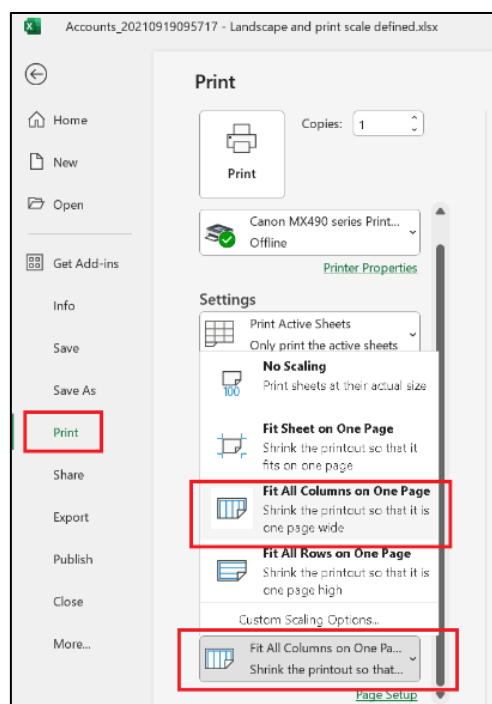 Accounts_20210919095717 - Landscape and print scale defined.xlsx
Print
Home
New
Open
Get Add-ins
Info
Save
Save As
Print
Share
Export
Publish
Close
More...
Copies: 1
Print
Canon MX490 series Print...
Offline
Printer Properties
Settings
Print Active Sheets
Only print the active sheets
No Scaling
Print sheets at their actual size
100
Fit Sheet on One Page
Shrink the printout so that it
fits on one page
Fit All Columns on One Page
Shrink the printout so that it is
one page wide
Fit All Rows on One Page
Shrink the printout so that it is
one page high
Custom Scaling Options...
Fit All Columns on One Pa...
Shrink the printout so that...
Page Setup